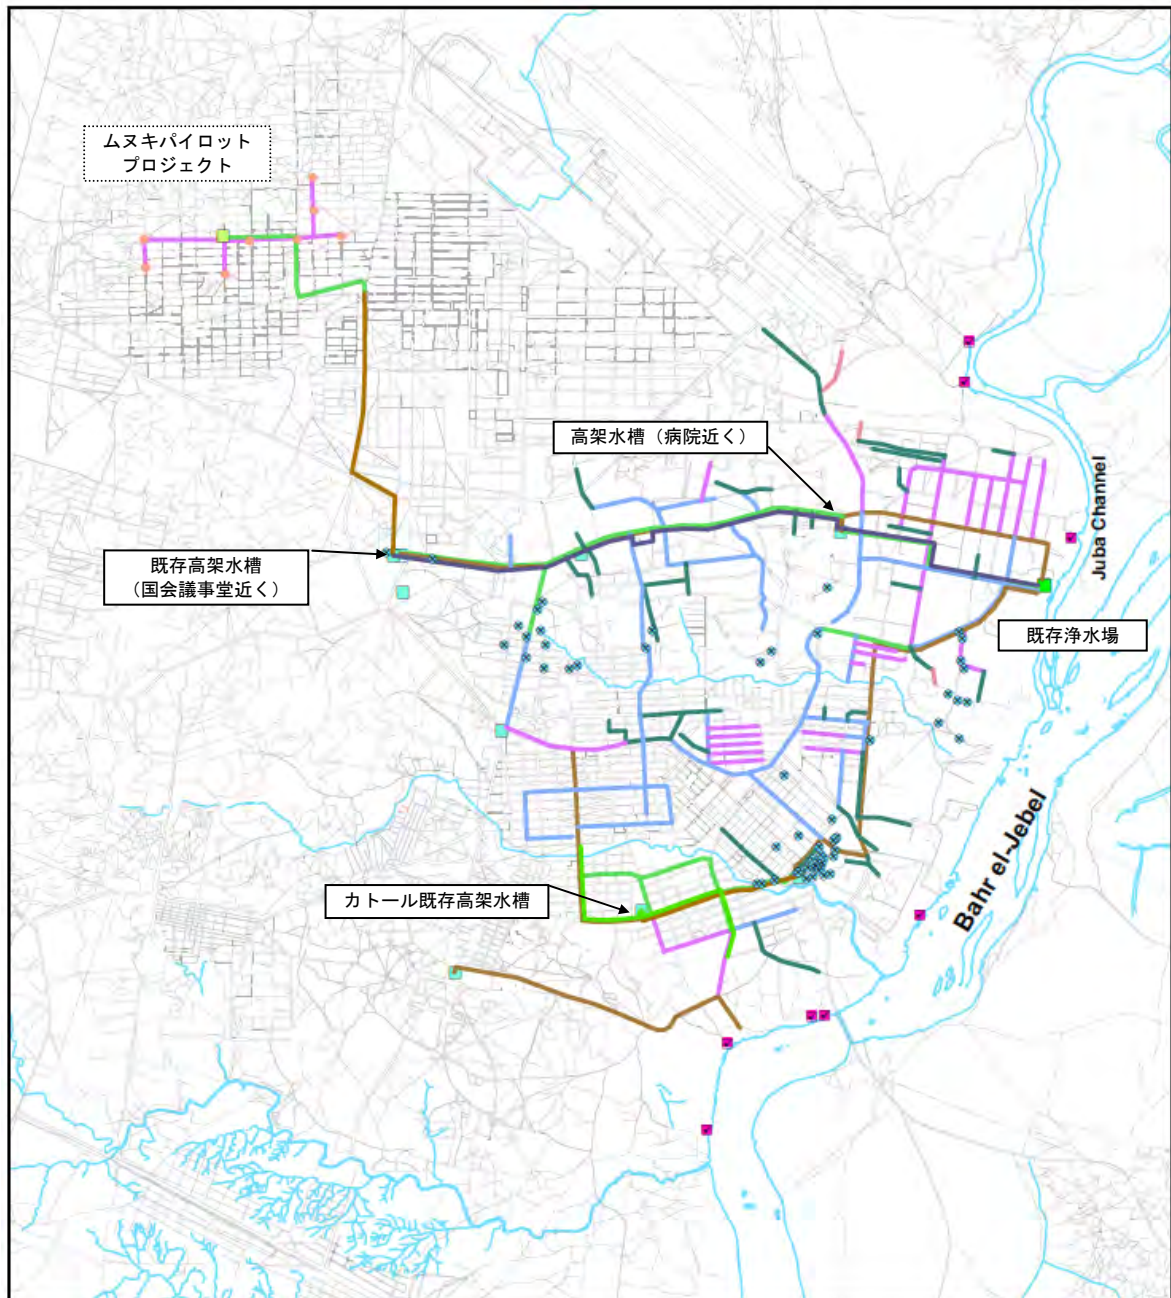 ムヌキパイロット
プロジェクト
高架水槽（病院近く）
既存高架水槽
（国会議事堂近く）
Juba Channel
既存浄水場
Bahr el-Jebel
カトール既存高架水槽